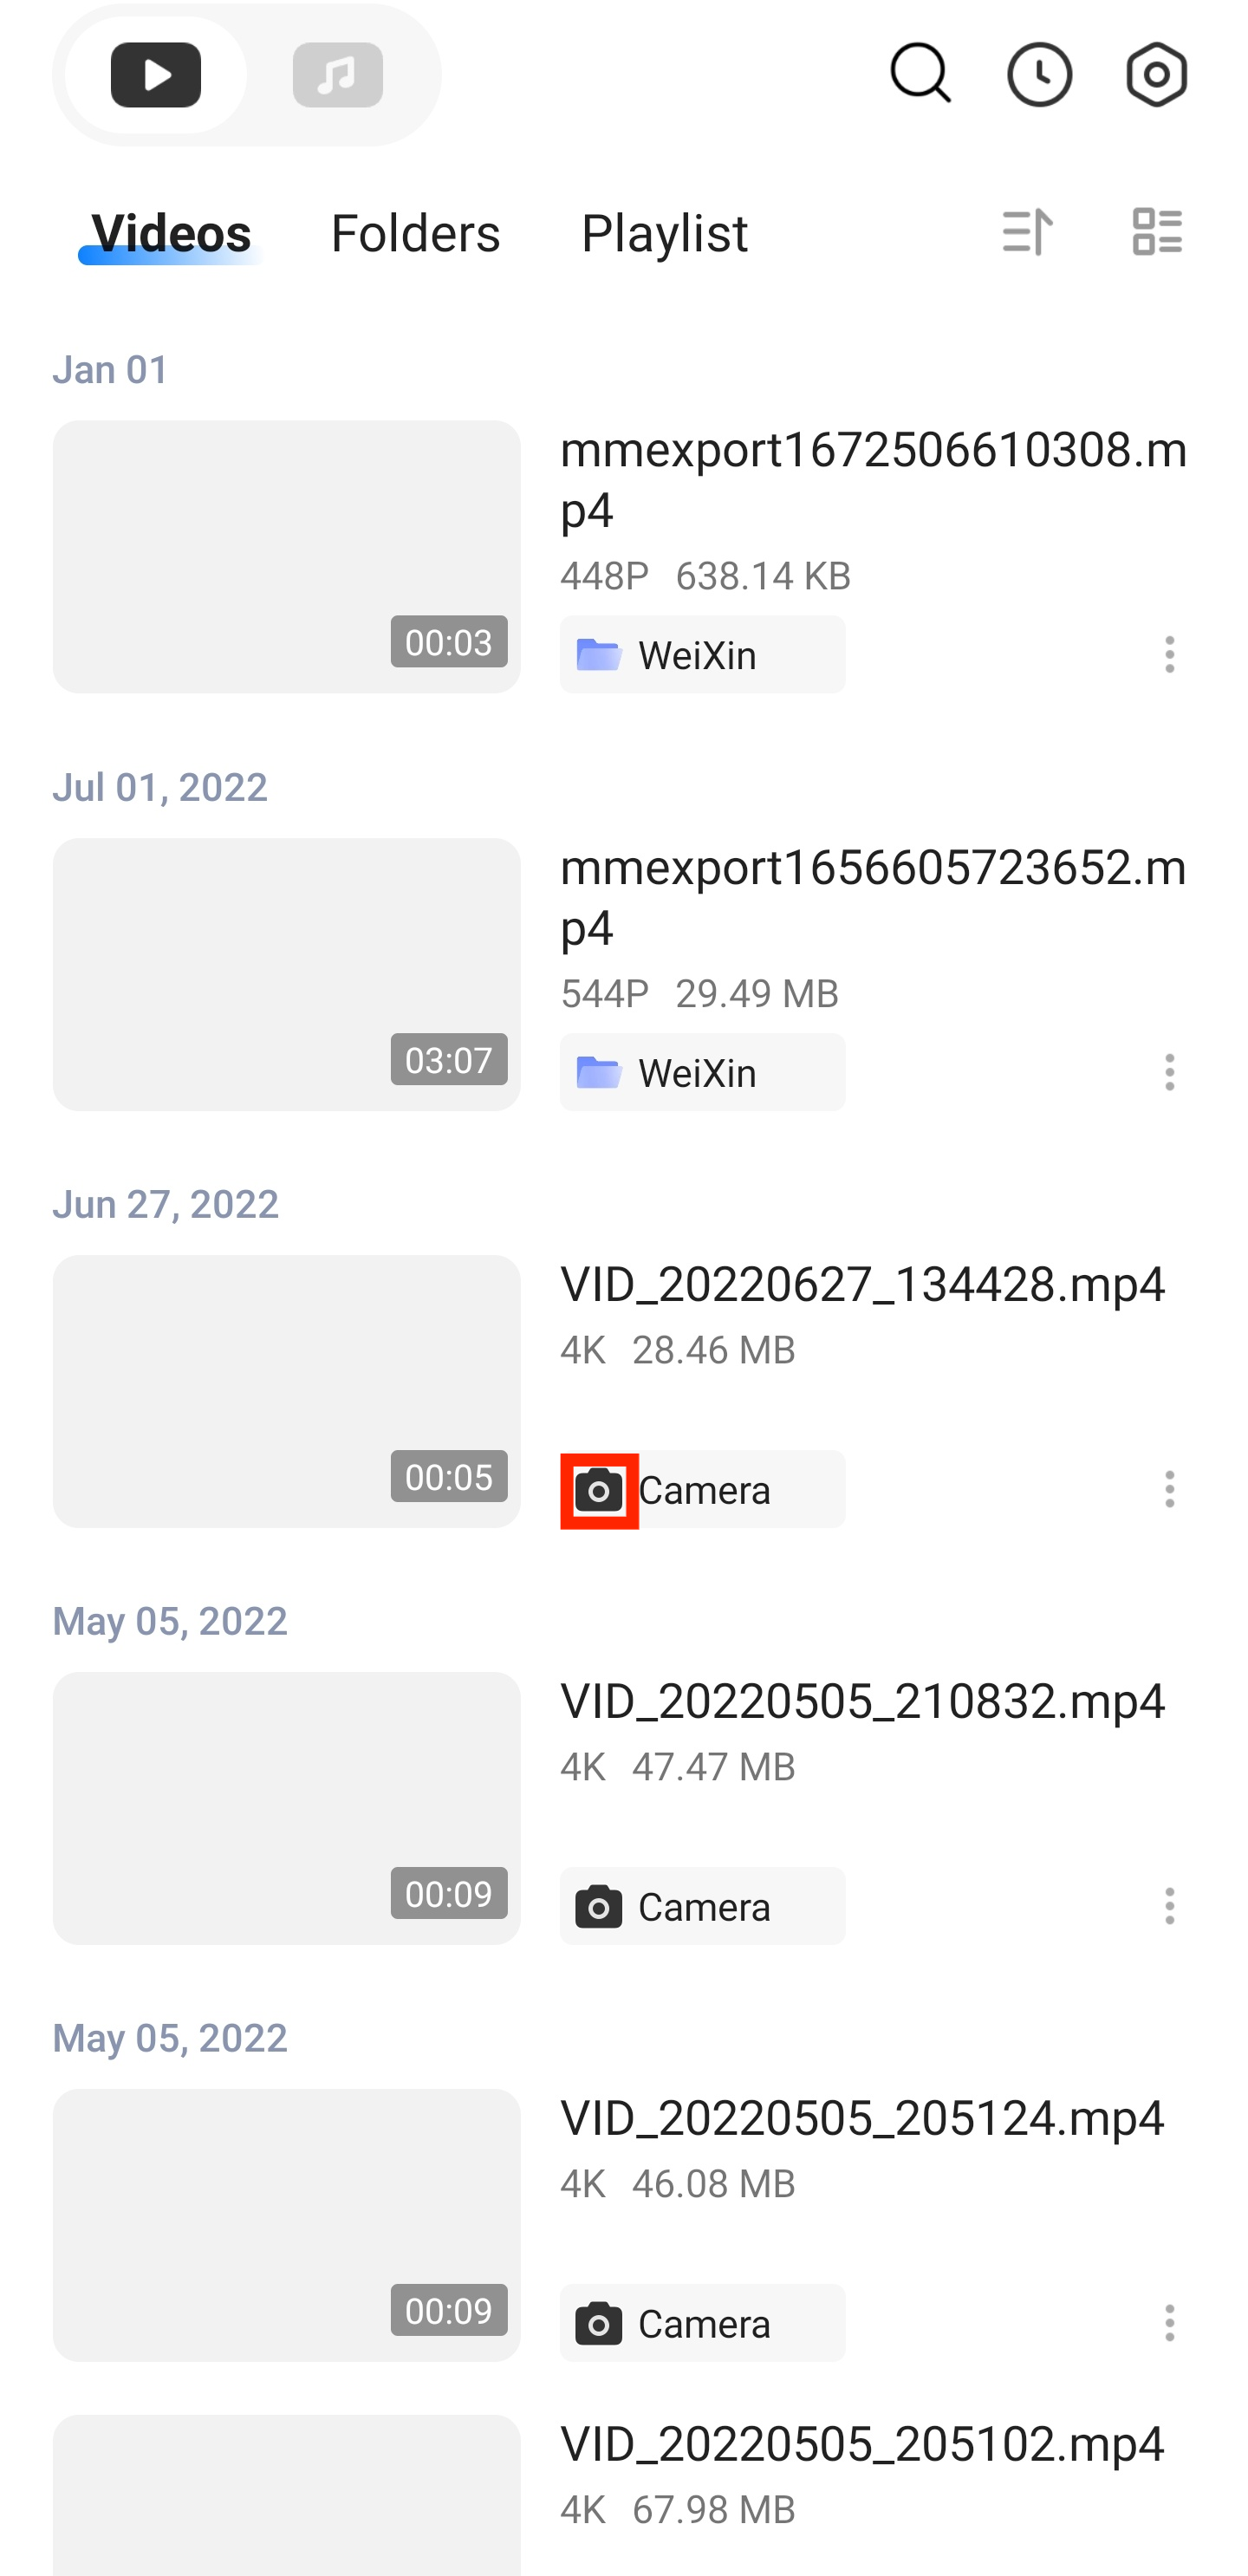 Videos Folders Playlist
Jan 01
mmexport1672506610308.m
p4
448P 638.14 KB
00:03
WeiXin
Jul 01, 2022
mmexport1656605723652.m
p4
544P 29.49 MB
03:07
WeiXin
Jun 27, 2022
VID_20220627_134428.mp4
4K 28.46 MB
00:05
Camera
May 05, 2022
VID_20220505_210832.mp4
4K 47.47 MB
00:09
Camera
May 05, 2022
VID_20220505_205124.mp4
4K 46.08 MB
00:09
Camera
VID_20220505_205102.mp4
4K 67.98 MB